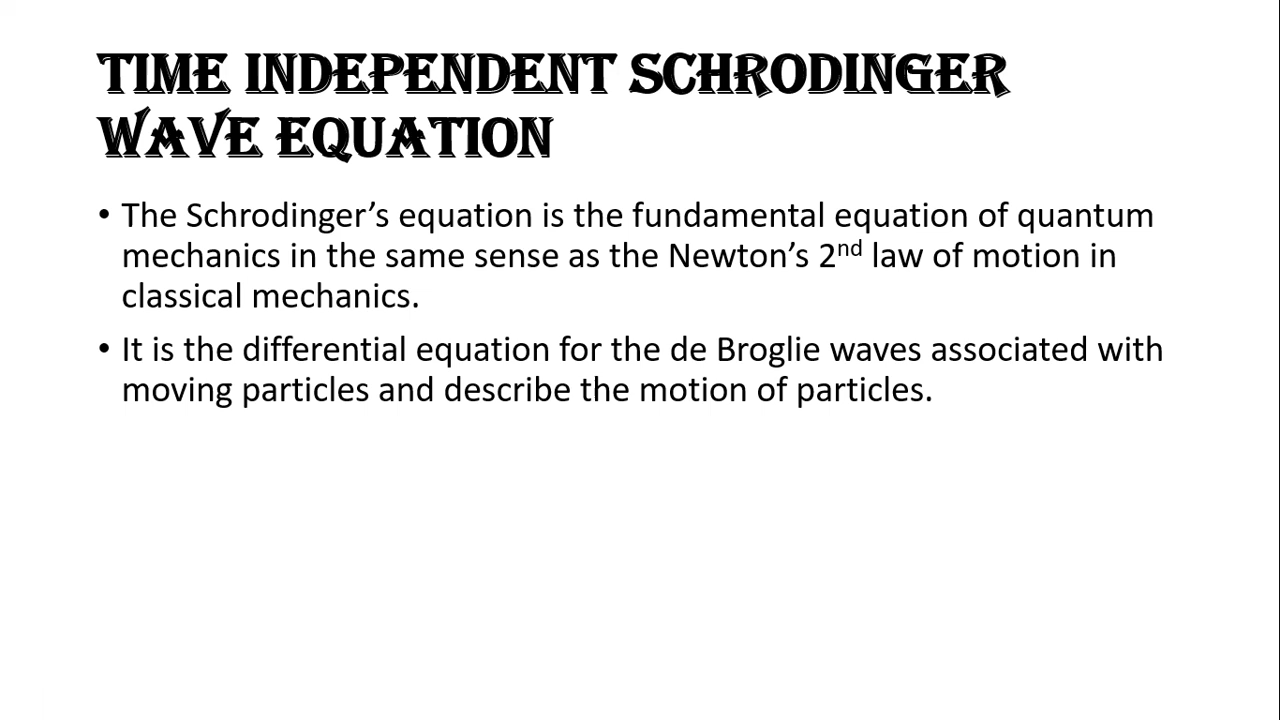 TIME INDEPENDENT SCHRODINGER
WAVE EQUATION
• The Schrodinger’s equation is the fundamental equation of quantum
mechanics in the same sense as the Newton’s 2nd law of motion in
classical mechanics.
• It is the differential equation for the de Broglie waves associated with
moving particles and describe the motion of particles.